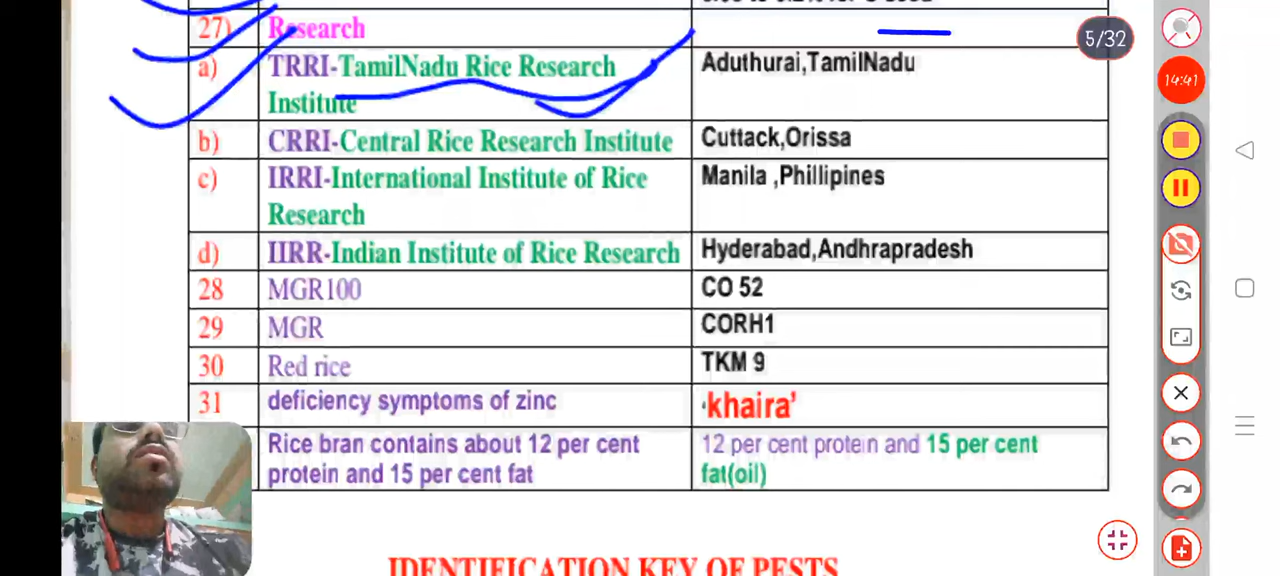 27) Research
5/32
14:41
a) TRRI-TamilNadu Rice Research Aduthurai,TamilNadu
Institute
b) CRRI-Central Rice Research Institute Cuttack,Orissa
c) IRRI-International Institute of Rice Manila ,Phillipines
Research
d) IIRR-Indian Institute of Rice Research Hyderabad,Andhrapradesh
28 MGR100 CO 52
29 MGR CORH1
30 Red rice TKM 9
31 deficiency symptoms of zinc 'khaira'
Rice bran contains about 12 per cent 12 per cent protein and 15 per cent
protein and 15 per cent fat fat(oil)
IDENTIFICATION KEY OF PESTS